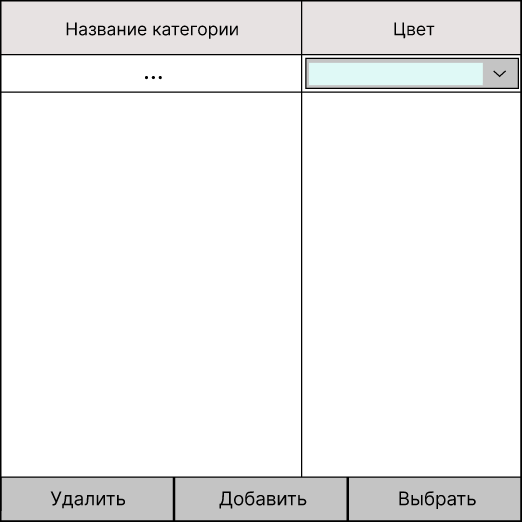 Название категории
Цвет
...
Удалить
Добавить
Выбрать